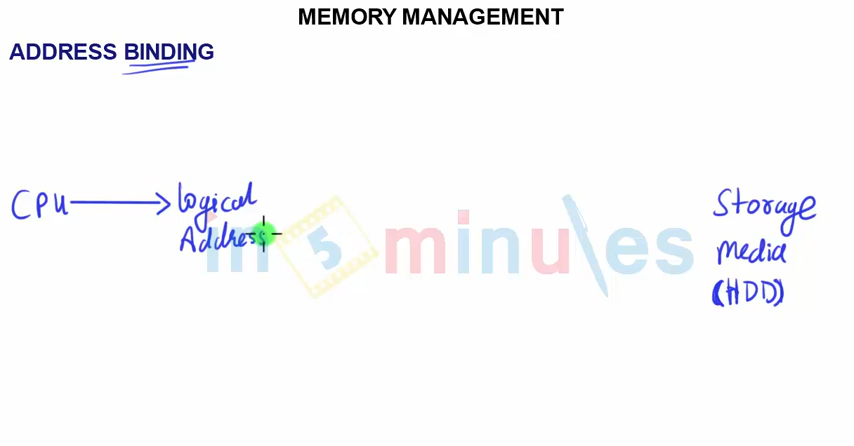 MEMORY MANAGEMENT
ADDRESS BINDING
CPU Logical
Address
Storage
Media
(HDD)
in 5 minutes